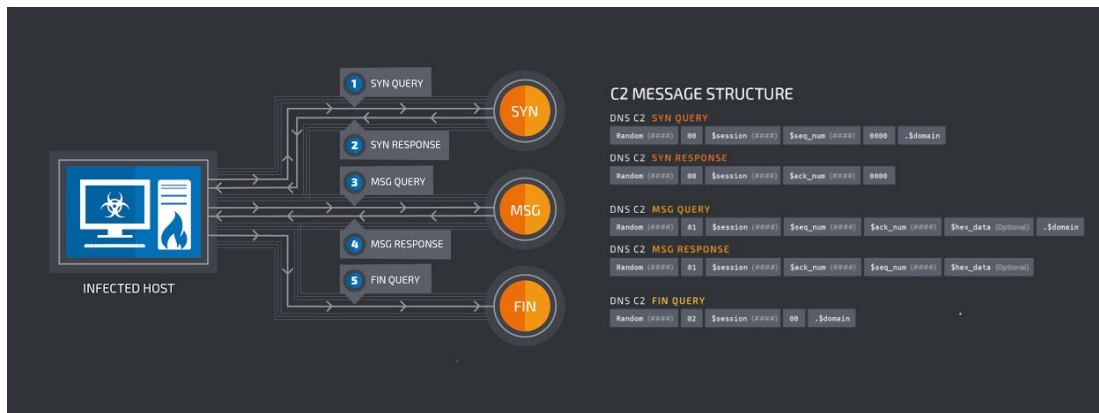 1 SYN QUERY
2 SYN RESPONSE
3 MSG QUERY
4 MSG RESPONSE
5 FIN QUERY
INFECTED HOST
SYN
MSG
FIN
C2 MESSAGE STRUCTURE
DNS C2 SYN QUERY
Random (####) 00 $session (####) $seq_num (####) 0000 .$domain
DNS C2 SYN RESPONSE
Random (####) 00 $session (####) $ack_num (####) 0000
DNS C2 MSG QUERY
Random (####) 01 $session (####) $seq_num (####) $ack_num (####) $hex_data (Optional) .$domain
DNS C2 MSG RESPONSE
Random (####) 01 $session (####) $ack_num (####) $seq_num (####) $hex_data (Optional)
DNS C2 FIN QUERY
Random (####) 02 $session (####) 00 .$domain